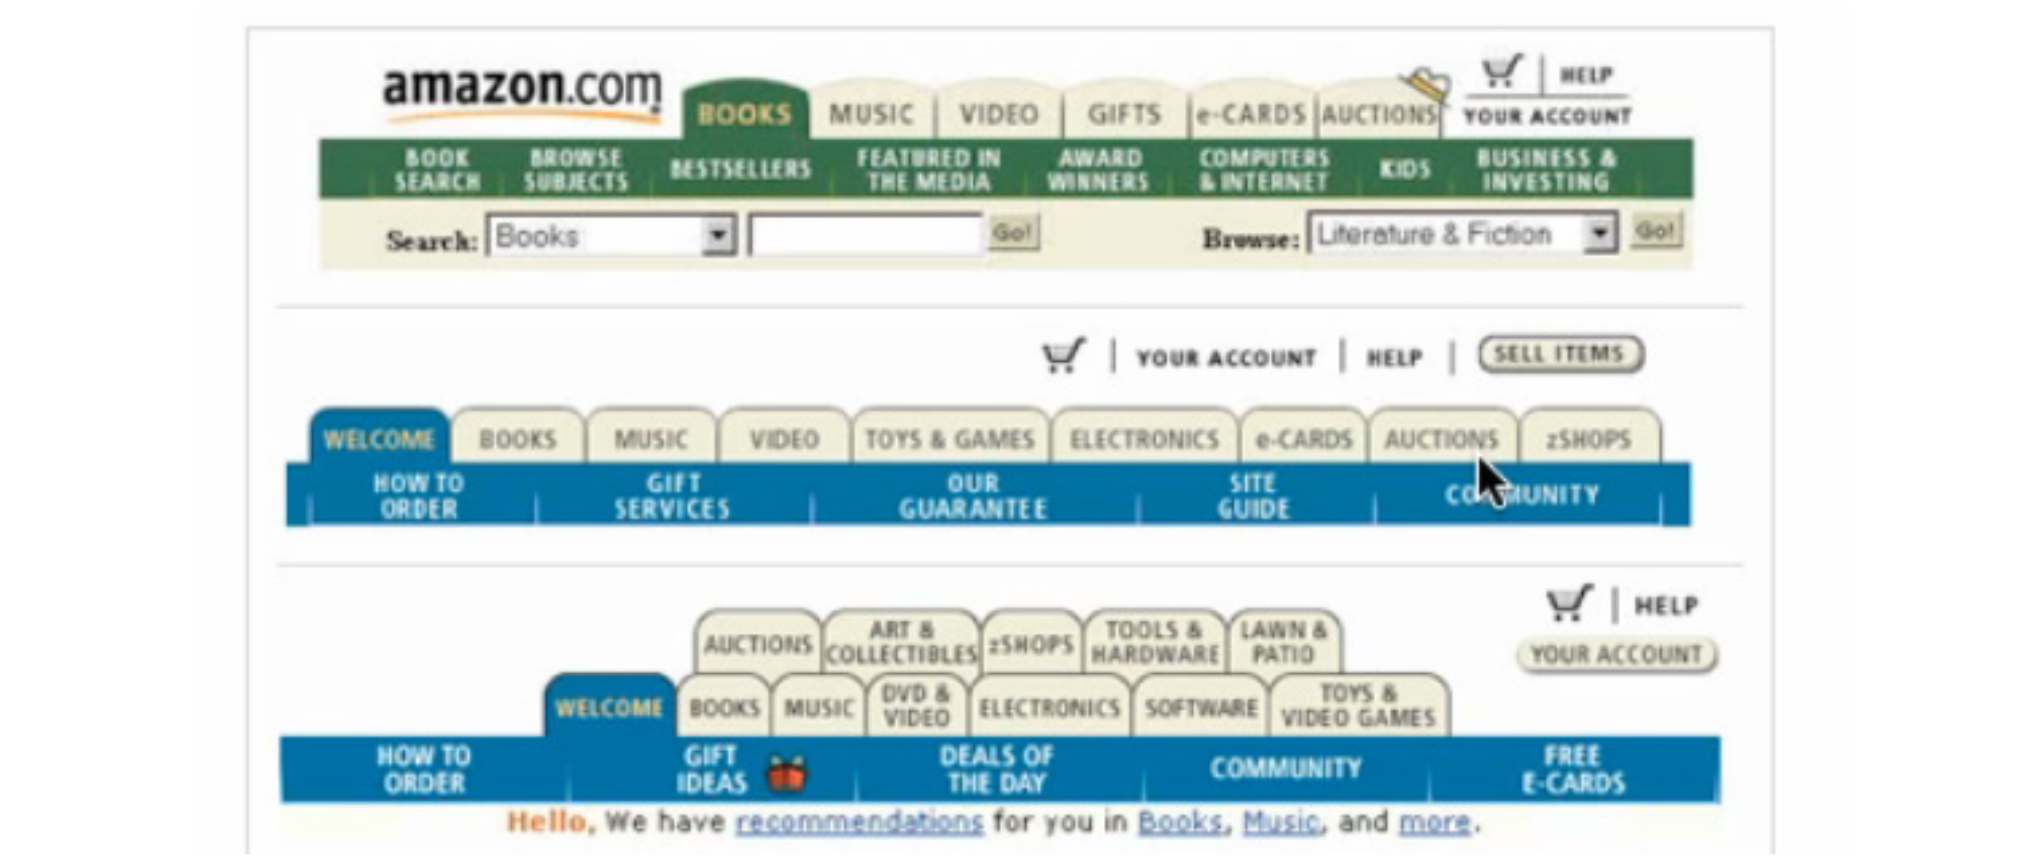 amazon.com
BOOKS MUSIC VIDEO GIFTS e-CARDS AUCTIONS
HELP
YOUR ACCOUNT
BOOK SEARCH
BROWSE SUBJECTS
BESTSELLERS
FEATURED IN THE MEDIA
AWARD WINNERS
COMPUTERS & INTERNET
KIDS
BUSINESS & INVESTING
Search: Books Go! Browse: Literature & Fiction Go!
YOUR ACCOUNT HELP SELL ITEMS
WELCOME BOOKS MUSIC VIDEO TOYS & GAMES ELECTRONICS e-CARDS AUCTIONS zSHOPS
HOW TO ORDER
GIFT SERVICES
OUR GUARANTEE
SITE GUIDE
COMMUNITY
HELP
YOUR ACCOUNT
AUCTIONS
ART & COLLECTIBLES
zSHOPS
TOOLS & HARDWARE
LAWN & PATIO
WELCOME
BOOKS
MUSIC
DVD & VIDEO
ELECTRONICS
SOFTWARE
TOYS & VIDEO GAMES
HOW TO ORDER
GIFT IDEAS
DEALS OF THE DAY
COMMUNITY
FREE E-CARDS
Hello, We have recommendations for you in Books, Music, and more.